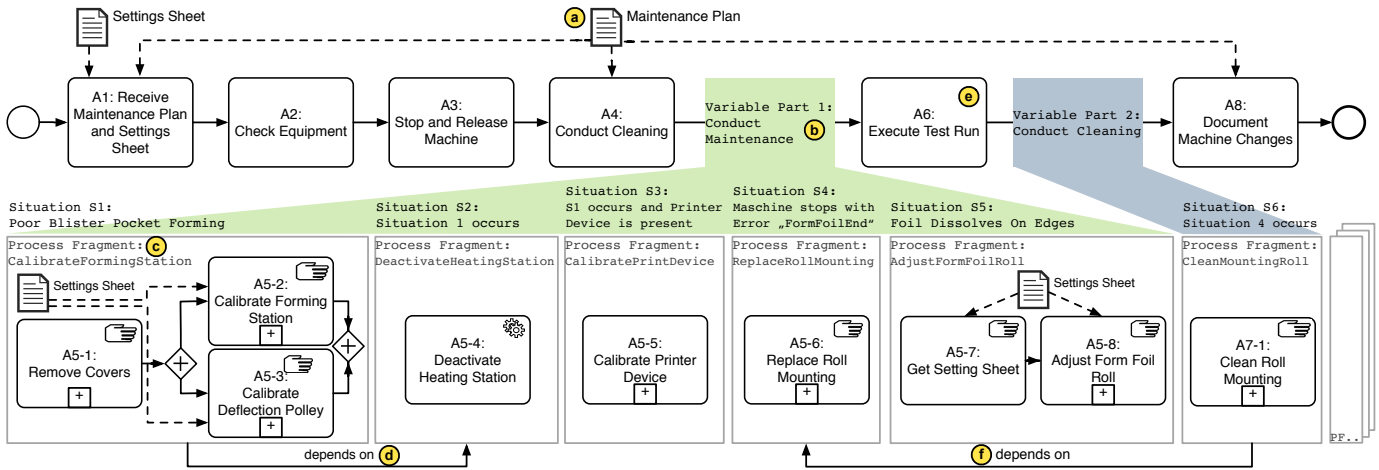 Settings Sheet
a
Maintenance Plan
A1: Receive
Maintenance Plan
and Settings
Sheet
A2:
Check Equipment
A3:
Stop and Release
Machine
A4:
Conduct Cleaning
Variable Part 1:
Conduct
Maintenance
b
A6:
Execute Test Run
e
Variable Part 2:
Conduct Cleaning
A8:
Document
Machine Changes
Situation S1:
Poor Blister Pocket Forming
Situation S2:
Situation 1 occurs
Situation S3:
S1 occurs and Printer
Device is present
Situation S4:
Maschine stops with
Error „FormFoilEnd“
Situation S5:
Foil Dissolves On Edges
Situation S6:
Situation 4 occurs
Process Fragment:
c
CalibrateFormingStation
Settings Sheet
A5-1:
Remove Covers
+
A5-2:
Calibrate Forming
Station
+
A5-3:
Calibrate
Deflection Polley
+
Process Fragment:
DeactivateHeatingStation
A5-4:
Deactivate
Heating Station
Process Fragment:
CalibratePrintDevice
A5-5:
Calibrate Printer
Device
+
Process Fragment:
ReplaceRollMounting
A5-6:
Replace Roll
Mounting
+
Process Fragment:
AdjustFormFoilRoll
Settings Sheet
A5-7:
Get Setting Sheet
A5-8:
Adjust Form Foil
Roll
+
Process Fragment:
CleanMountingRoll
A7-1:
Clean Roll
Mounting
+
PF..
depends on d
f depends on